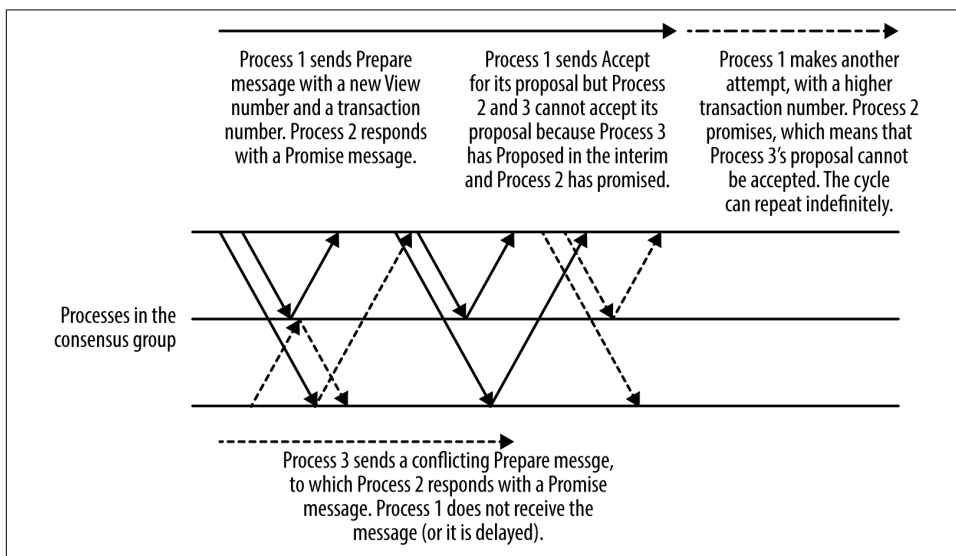 Process 1 sends Prepare
message with a new View
number and a transaction
number. Process 2 responds
with a Promise message.
Process 1 sends Accept
for its proposal but Process
2 and 3 cannot accept its
proposal because Process 3
has Proposed in the interim
and Process 2 has promised.
Process 1 makes another
attempt, with a higher
transaction number. Process 2
promises, which means that
Process 3’s proposal cannot
be accepted. The cycle
can repeat indefinitely.
Processes in the
consensus group
Process 3 sends a conflicting Prepare messge,
to which Process 2 responds with a Promise
message. Process 1 does not receive the
message (or it is delayed).